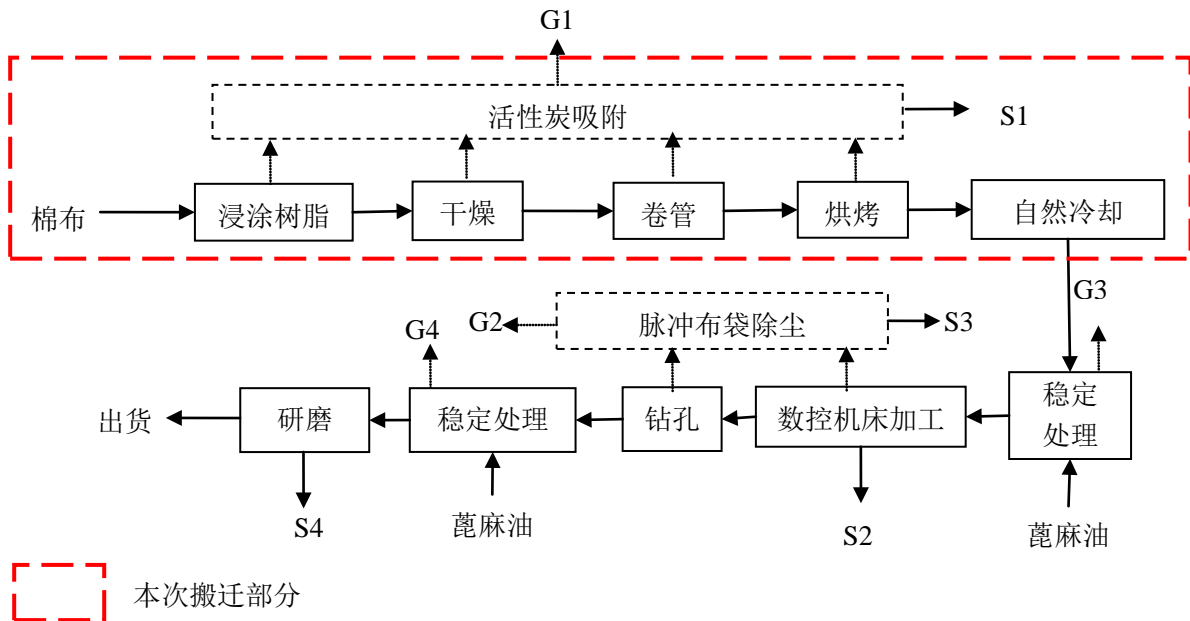 G1
活性炭吸附
S1
棉布
浸涂树脂
干燥
卷管
烘烤
自然冷却
G3
G4
G2
脉冲布袋除尘
S3
出货
研磨
稳定处理
钻孔
数控机床加工
稳定
处理
S4
蓖麻油
S2
蓖麻油
本次搬迁部分